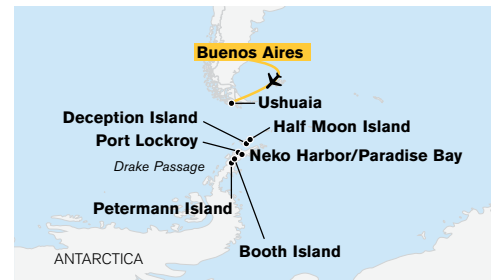 Buenos Aires
Ushuaia
Deception Island
Half Moon Island
Port Lockroy
Neko Harbor/Paradise Bay
Drake Passage
Petermann Island
Booth Island
ANTARCTICA